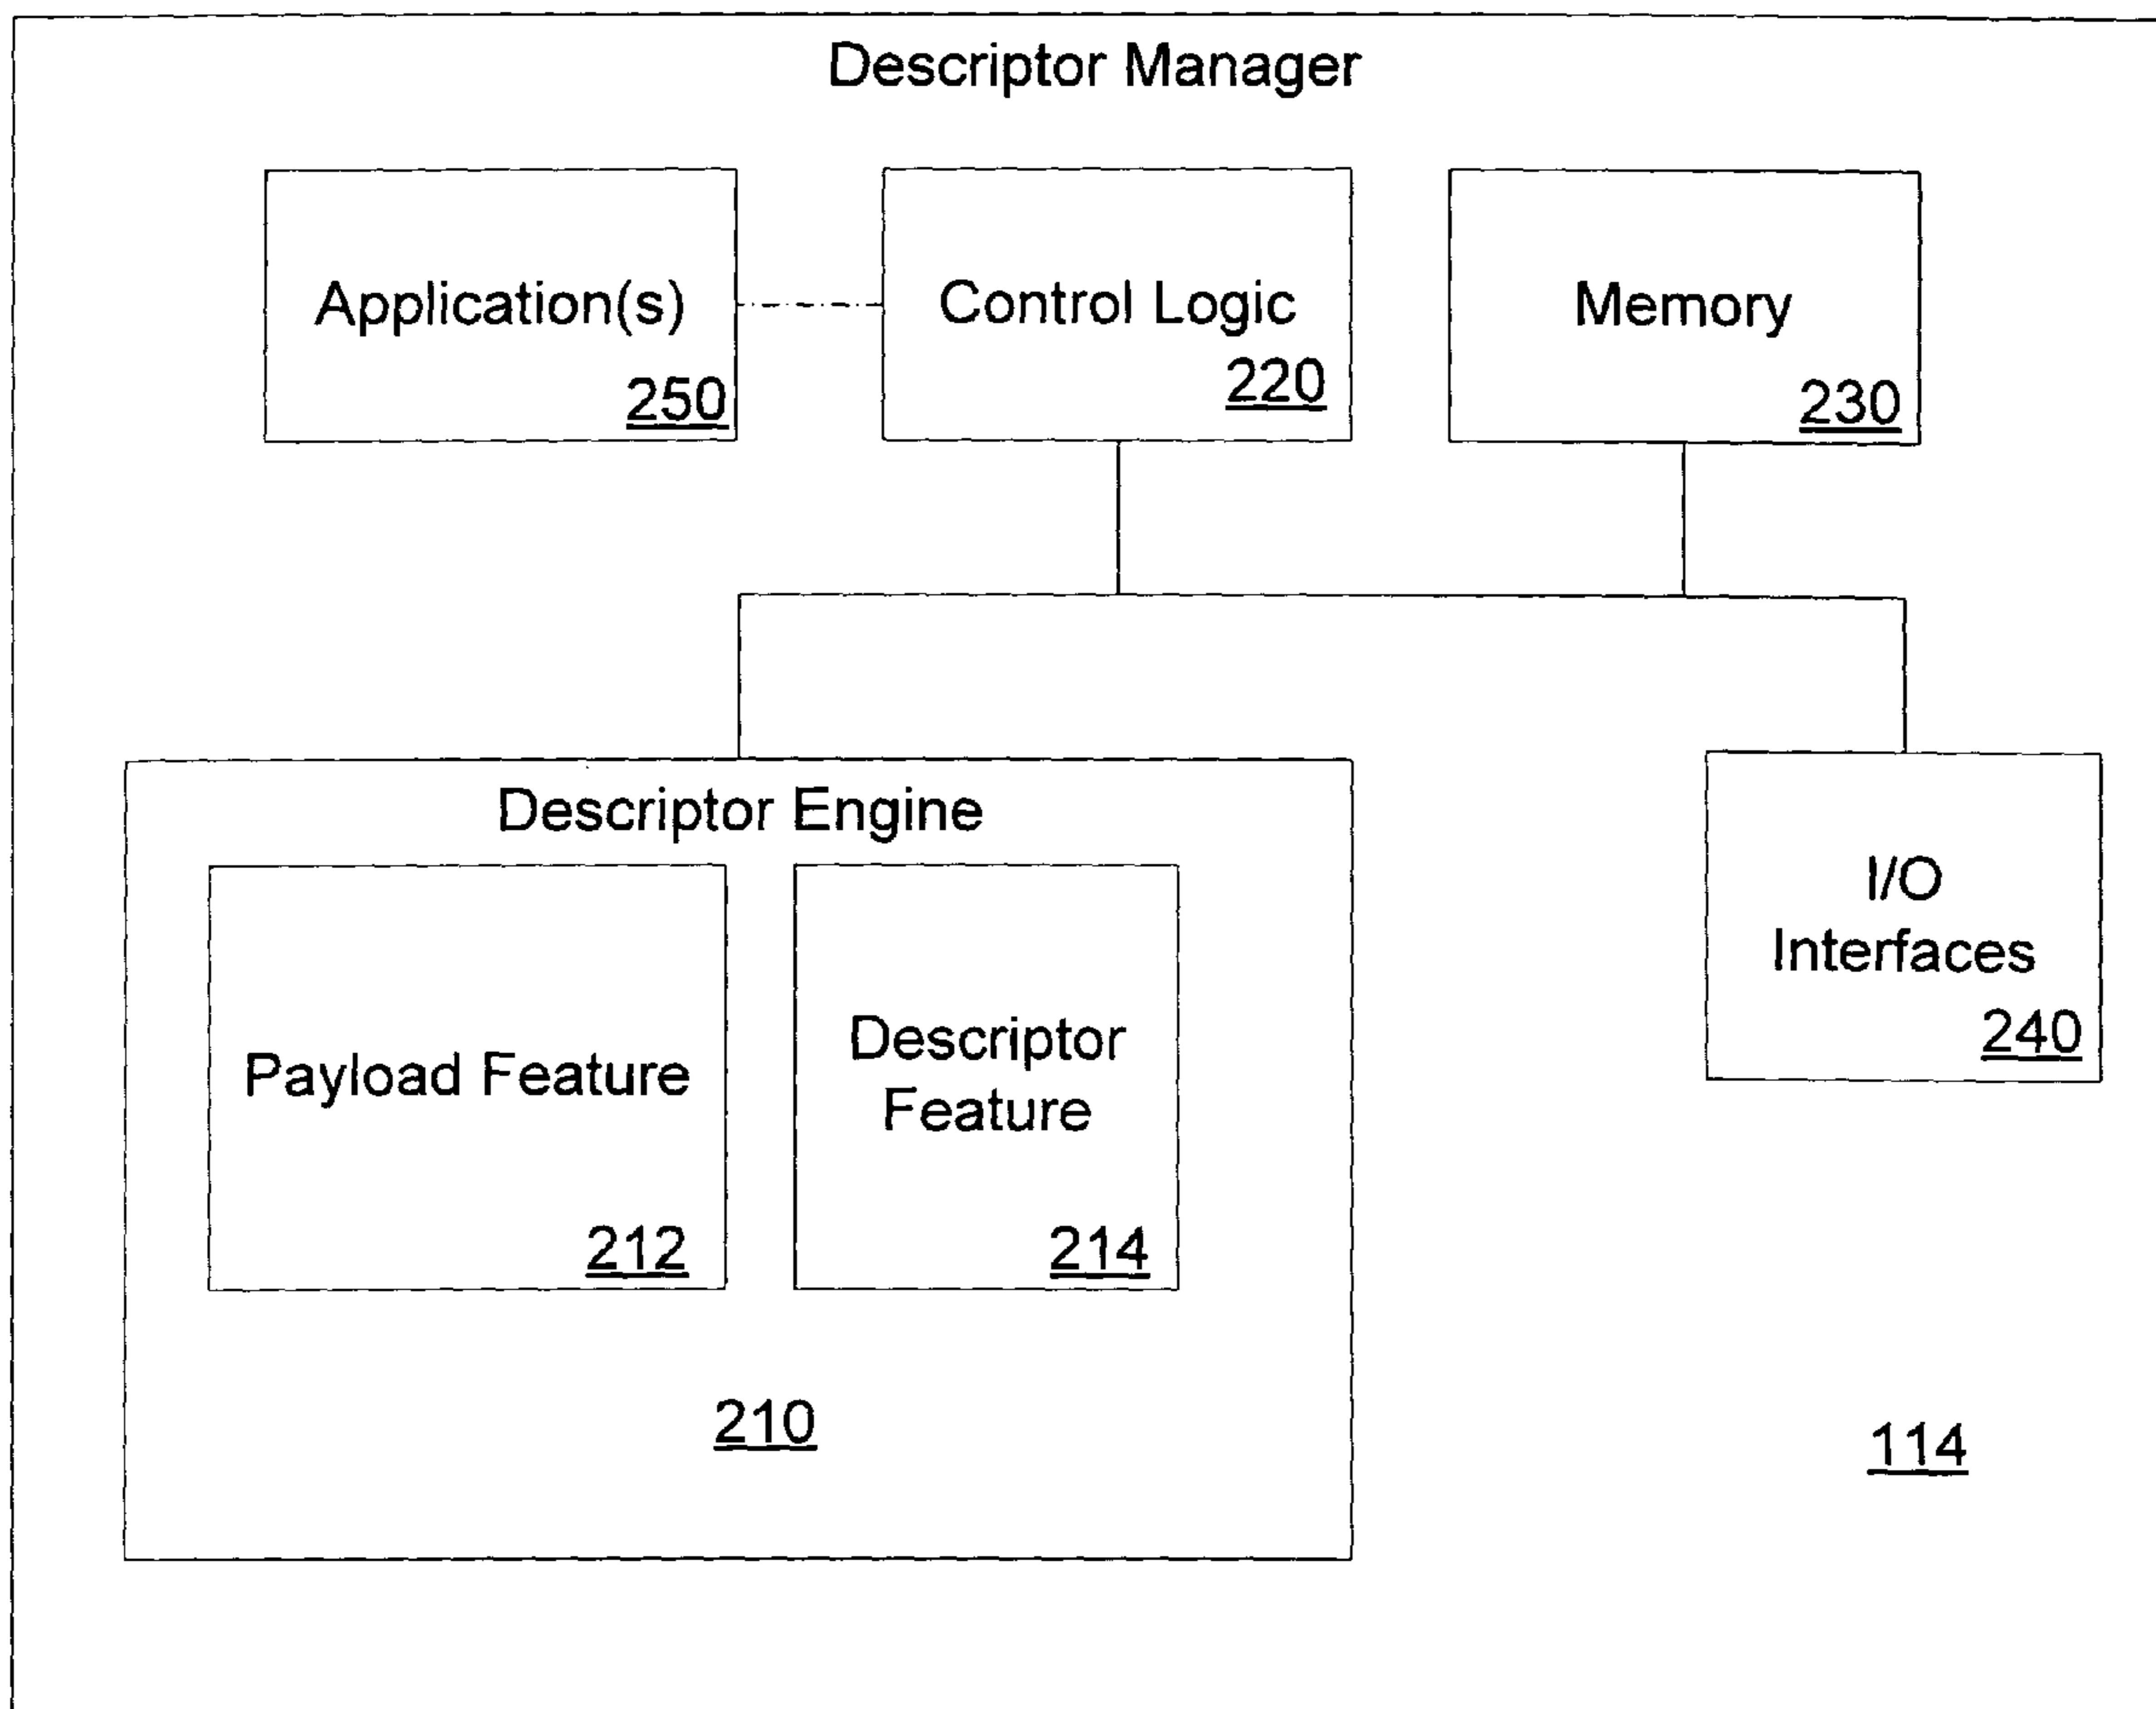 Descriptor Manager
Application(s)
250
Control Logic
220
Memory
230
Descriptor Engine
Payload Feature
212
Descriptor
Feature
214
210
I/O
Interfaces
240
114